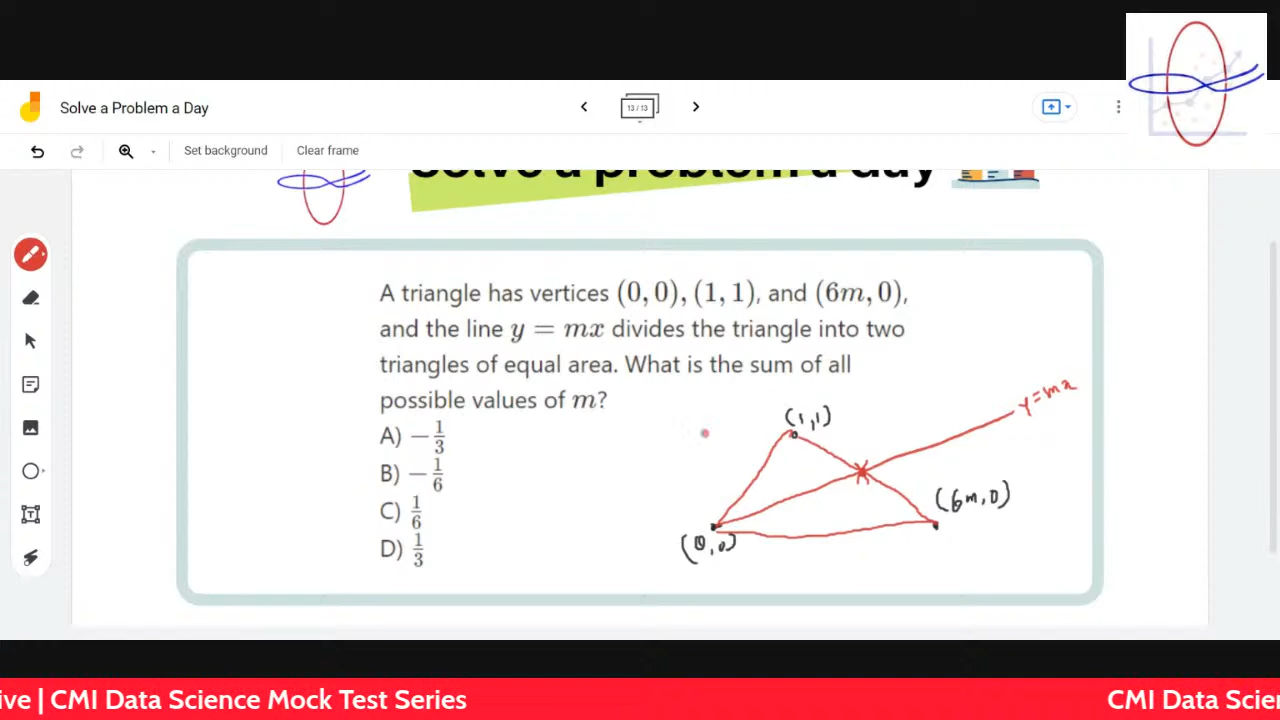 Solve a Problem a Day
13 / 13
Set background
Clear frame
Solve a problem a day
A triangle has vertices (0, 0), (1, 1), and (6m, 0),
and the line y = mx divides the triangle into two
triangles of equal area. What is the sum of all
possible values of m?
A) −1/3
B) −1/6
C) 1/6
D) 1/3
(1,1)
y=mx
(6m,0)
(0,0)
ive | CMI Data Science Mock Test Series
CMI Data Scien